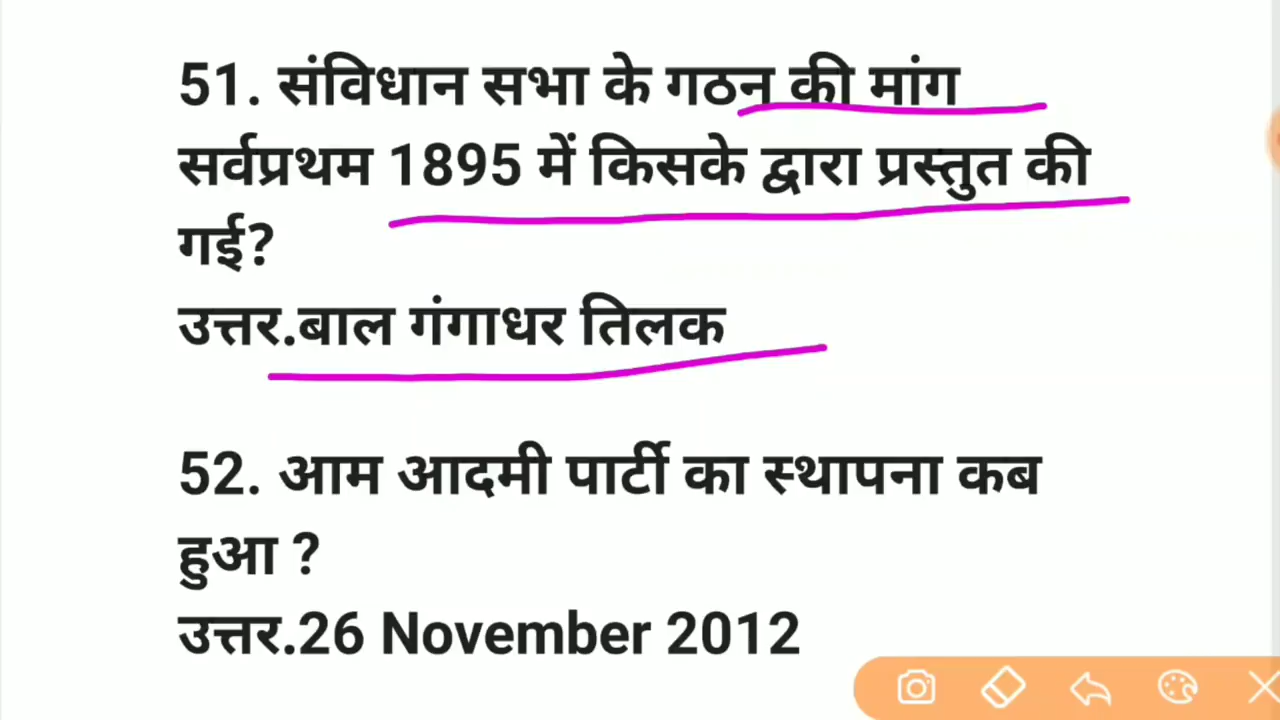 51. संविधान सभा के गठन की मांग
सर्वप्रथम 1895 में किसके द्वारा प्रस्तुत की
गई?
उत्तर.बाल गंगाधर तिलक
52. आम आदमी पार्टी का स्थापना कब
हुआ ?
उत्तर.26 November 2012